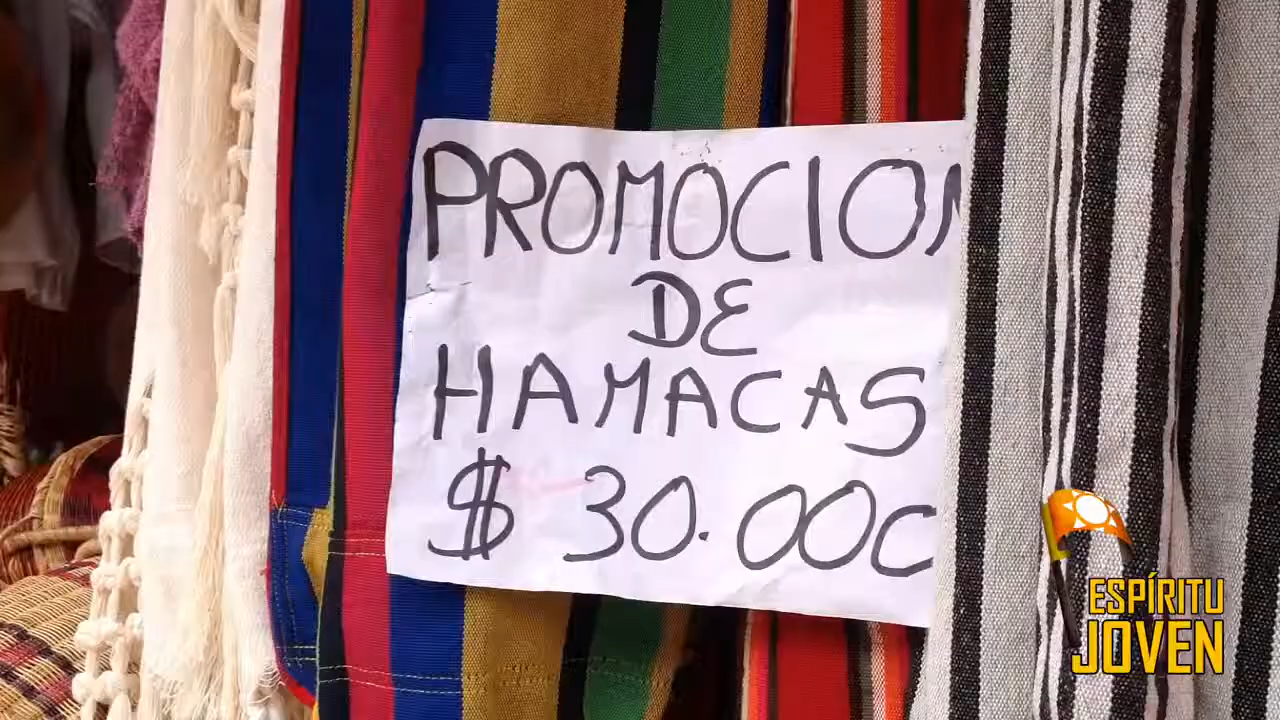 PROMOCION
DE
HAMACAS
$ 30.000
ESPÍRITU
JOVEN